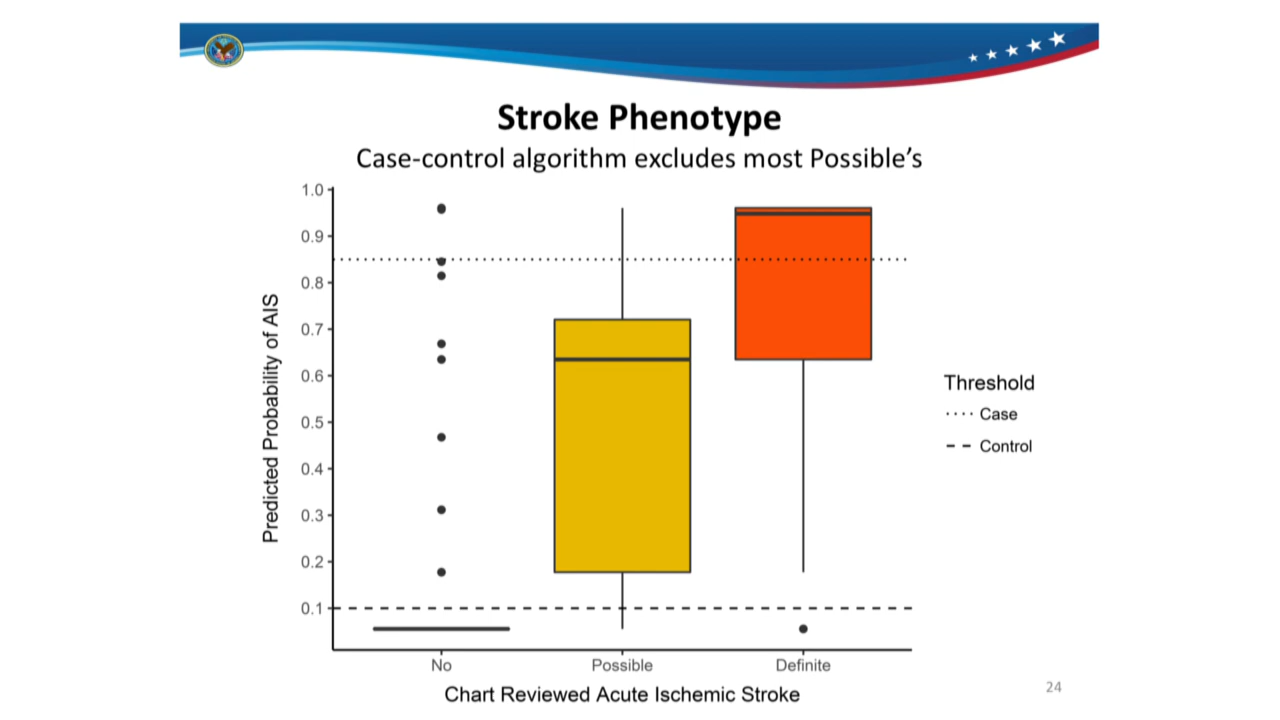 Stroke Phenotype
Case-control algorithm excludes most Possible's
1.0
0.9
0.8
0.7
0.6
0.5
0.4
0.3
0.2
0.1
Predicted Probability of AIS
No Possible Definite
Chart Reviewed Acute Ischemic Stroke
Threshold
Case
Control
24